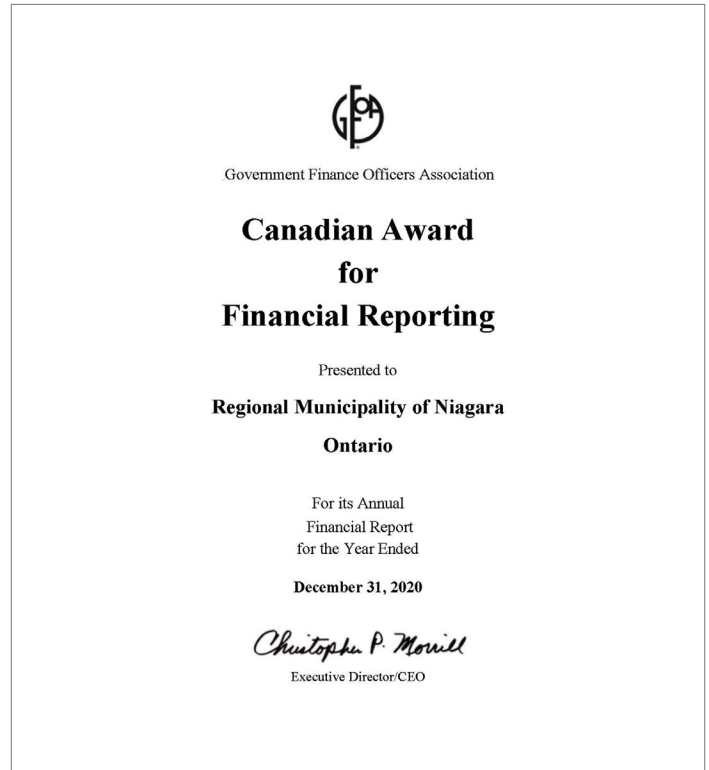 GFOA
Government Finance Officers Association
Canadian Award
for
Financial Reporting
Presented to
Regional Municipality of Niagara
Ontario
For its Annual
Financial Report
for the Year Ended
December 31, 2020
Christopher P. Morrill
Executive Director/CEO